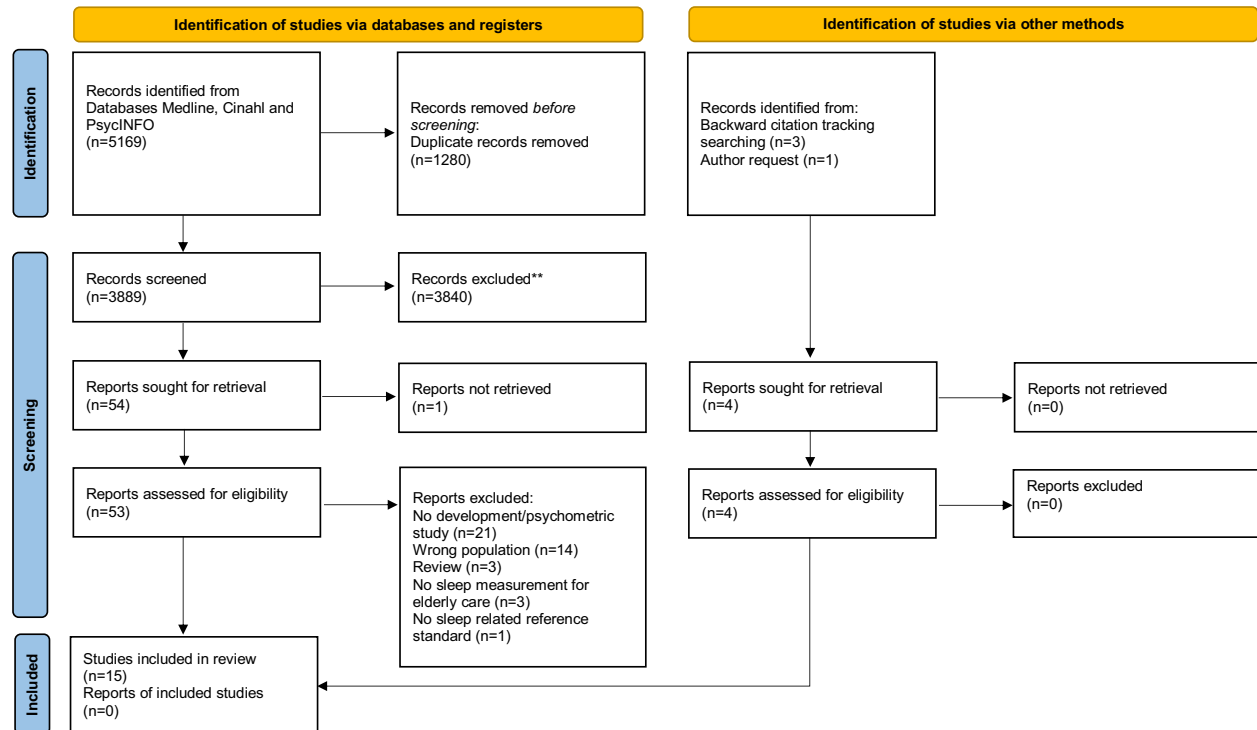 Identification of studies via databases and registers
Identification of studies via other methods
Identification
Records identified from
Databases Medline, Cinahl and
PsycINFO
(n=5169)
Records removed before
screening:
Duplicate records removed
(n=1280)
Records identified from:
Backward citation tracking
searching (n=3)
Author request (n=1)
Screening
Records screened
(n=3889)
Records excluded**
(n=3840)
Reports sought for retrieval
(n=54)
Reports not retrieved
(n=1)
Reports sought for retrieval
(n=4)
Reports not retrieved
(n=0)
Reports assessed for eligibility
(n=53)
Reports excluded:
No development/psychometric
study (n=21)
Wrong population (n=14)
Review (n=3)
No sleep measurement for
elderly care (n=3)
No sleep related reference
standard (n=1)
Reports assessed for eligibility
(n=4)
Reports excluded
(n=0)
Included
Studies included in review
(n=15)
Reports of included studies
(n=0)